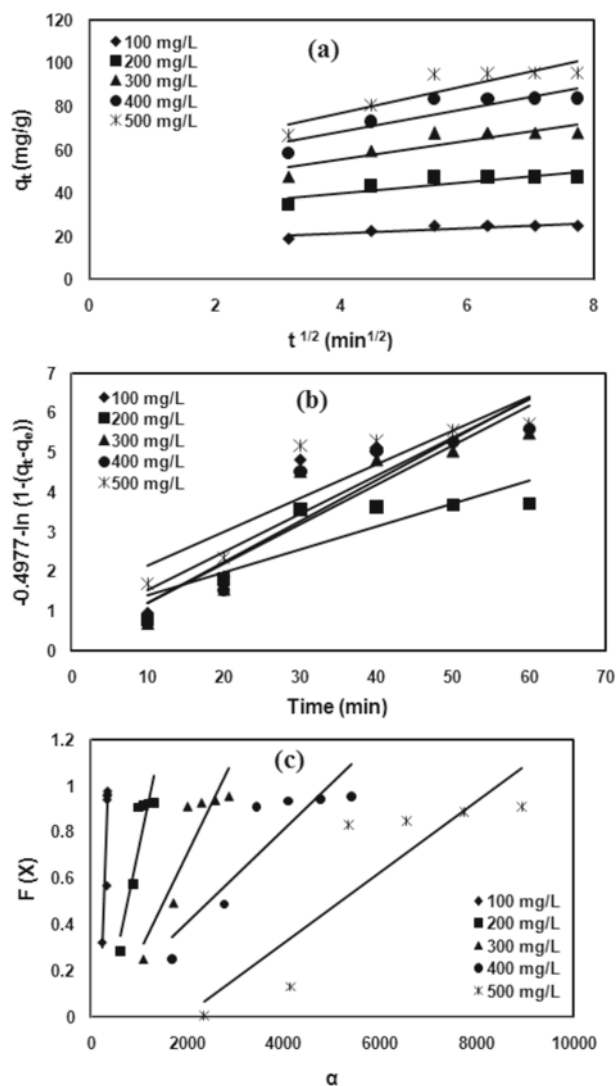 120
(a)
100 mg/L
100
200 mg/L
300 mg/L
80
400 mg/L
500 mg/L
60
40
20
0
qt (mg/g)
0 2 4 6 8
t 1/2 (min1/2)
7
(b)
100 mg/L
6
200 mg/L
300 mg/L
5
400 mg/L
500 mg/L
4
3
2
1
0
-0.4977-ln (1-(qt-qe))
0 10 20 30 40 50 60 70
Time (min)
1.2
(c)
1
0.8
0.6
0.4
0.2
0
F (X)
100 mg/L
200 mg/L
300 mg/L
400 mg/L
500 mg/L
0 2000 4000 6000 8000 10000
α